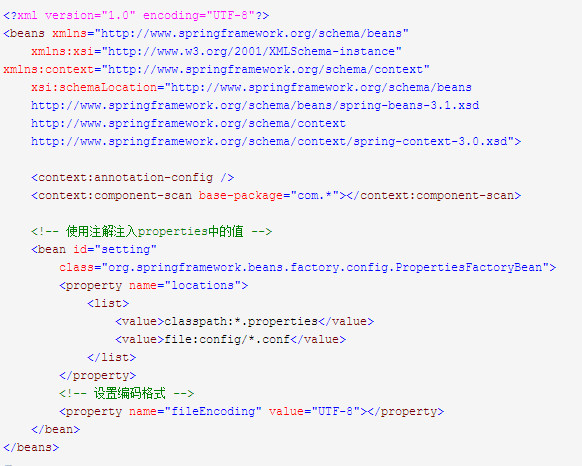 <?xml version="1.0" encoding="UTF-8"?>
<beans xmlns="http://www.springframework.org/schema/beans"
    xmlns:xsi="http://www.w3.org/2001/XMLSchema-instance"
xmlns:context="http://www.springframework.org/schema/context"
    xsi:schemaLocation="http://www.springframework.org/schema/beans
    http://www.springframework.org/schema/beans/spring-beans-3.1.xsd
    http://www.springframework.org/schema/context
    http://www.springframework.org/schema/context/spring-context-3.0.xsd">
    <context:annotation-config />
    <context:component-scan base-package="com.*"></context:component-scan>
    <!-- 使用注解注入properties中的值 -->
    <bean id="setting"
        class="org.springframework.beans.factory.config.PropertiesFactoryBean">
        <property name="locations">
            <list>
                <value>classpath:*.properties</value>
                <value>file:config/*.conf</value>
            </list>
        </property>
        <!-- 设置编码格式 -->
        <property name="fileEncoding" value="UTF-8"></property>
    </bean>
</beans>